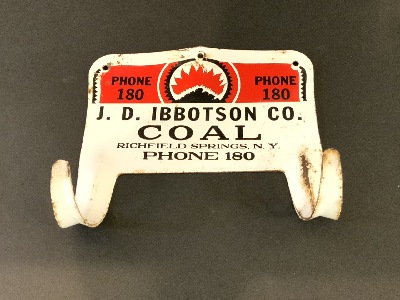 PHONE 180
PHONE 180
J. D. IBBOTSON CO.
COAL
RICHFIELD SPRINGS, N. Y.
PHONE 180